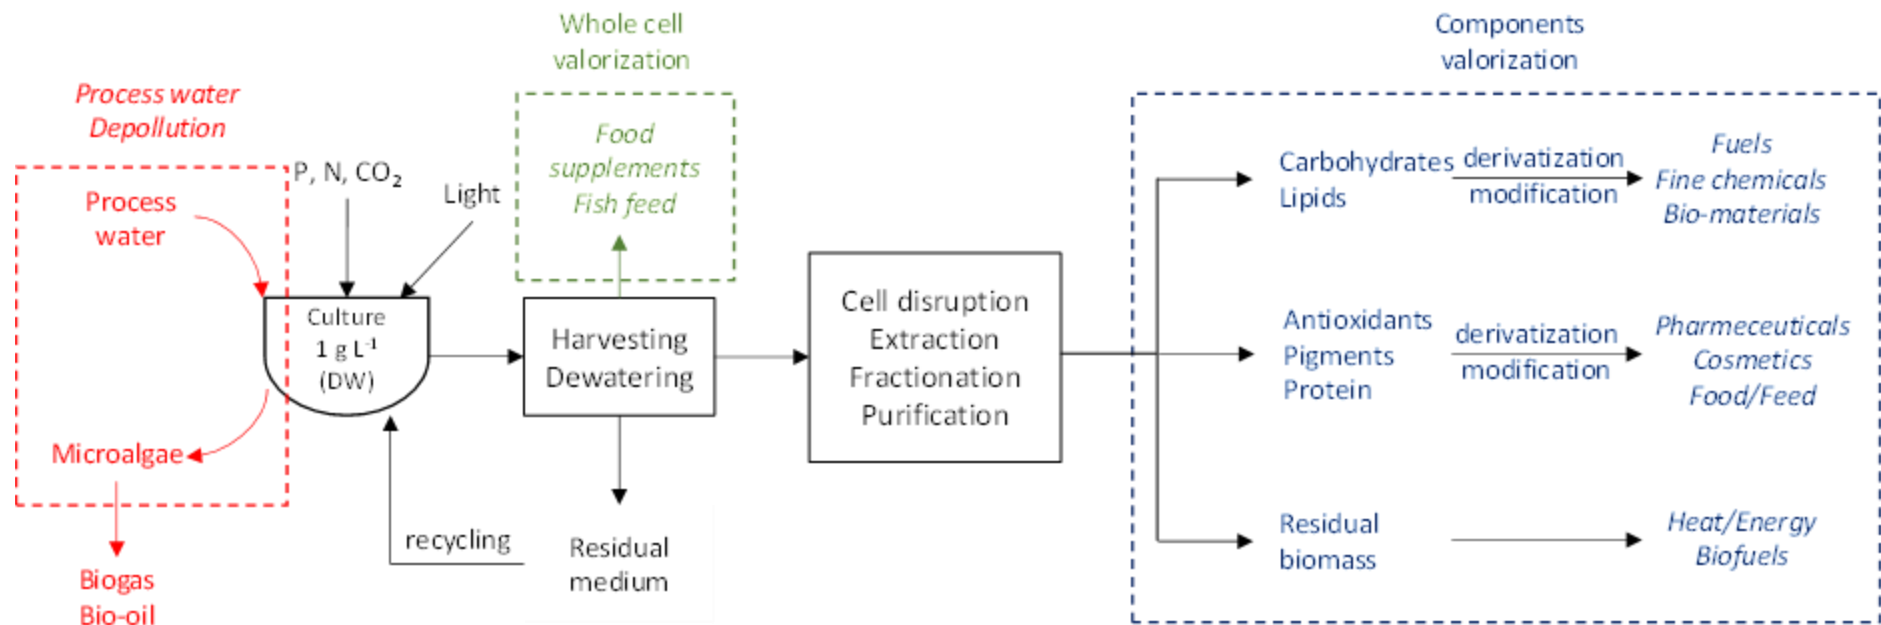 Whole cell
valorization
Components
valorization
Process water
Depollution
Food
supplements
Fish feed
P, N, CO₂
Light
Process
water
Culture
1 g L⁻¹
(DW)
Harvesting
Dewatering
Cell disruption
Extraction
Fractionation
Purification
Carbohydrates
Lipids
derivatization
modification
Fuels
Fine chemicals
Bio-materials
Antioxidants
Pigments
Protein
derivatization
modification
Pharmeceuticals
Cosmetics
Food/Feed
Microalgae
Biogas
Bio-oil
recycling
Residual
medium
Residual
biomass
Heat/Energy
Biofuels